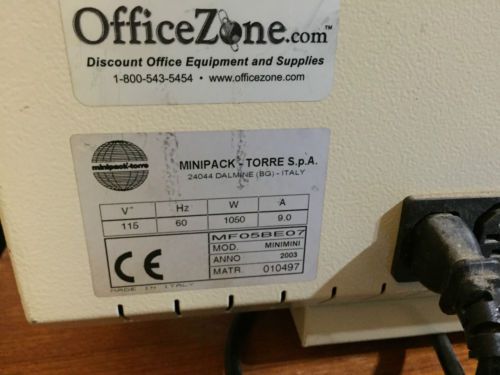 OfficeZone.com™
Discount Office Equipment and Supplies
1-800-543-5454 • www.officezone.com
minipack-torre
MINIPACK - TORRE S.p.A.
24044 DALMINE (BG) - ITALY
V~ Hz W A
115 60 1050 9.0
MF05BE07
CE
MOD. MINIMINI
ANNO 2003
MATR. 010497
MADE IN ITALY